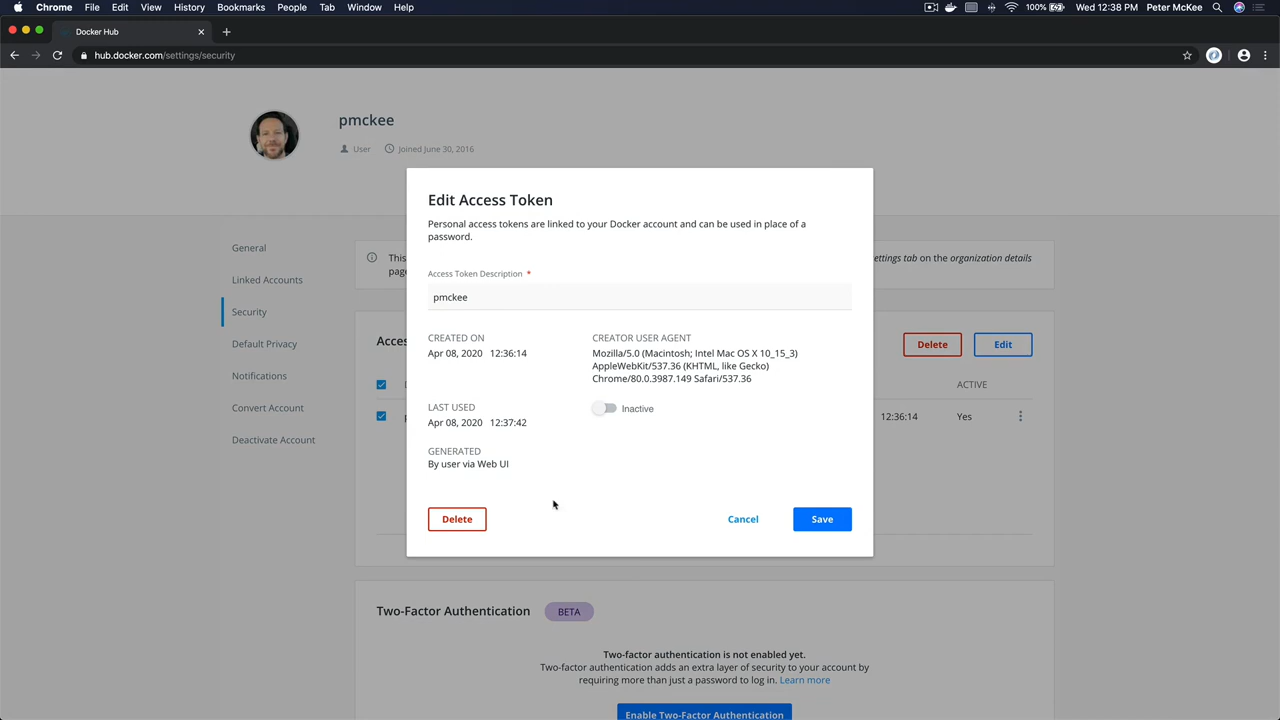 Chrome File Edit View History Bookmarks People Tab Window Help 100% Wed 12:38 PM Peter McKee
Docker Hub
hub.docker.com/settings/security
pmckee
User Joined June 30, 2016
General
Linked Accounts
Security
Default Privacy
Notifications
Convert Account
Deactivate Account
This
ettings tab on the organization details
Acces
Delete Edit
ACTIVE
12:36:14 Yes
Edit Access Token
Personal access tokens are linked to your Docker account and can be used in place of a
password.
Access Token Description *
pmckee
CREATED ON
Apr 08, 2020 12:36:14
CREATOR USER AGENT
Mozilla/5.0 (Macintosh; Intel Mac OS X 10_15_3)
AppleWebKit/537.36 (KHTML, like Gecko)
Chrome/80.0.3987.149 Safari/537.36
LAST USED
Apr 08, 2020 12:37:42
Inactive
GENERATED
By user via Web UI
Delete Cancel Save
Two-Factor Authentication BETA
Two-factor authentication is not enabled yet.
Two-factor authentication adds an extra layer of security to your account by
requiring more than just a password to log in. Learn more
Enable Two-Factor Authentication